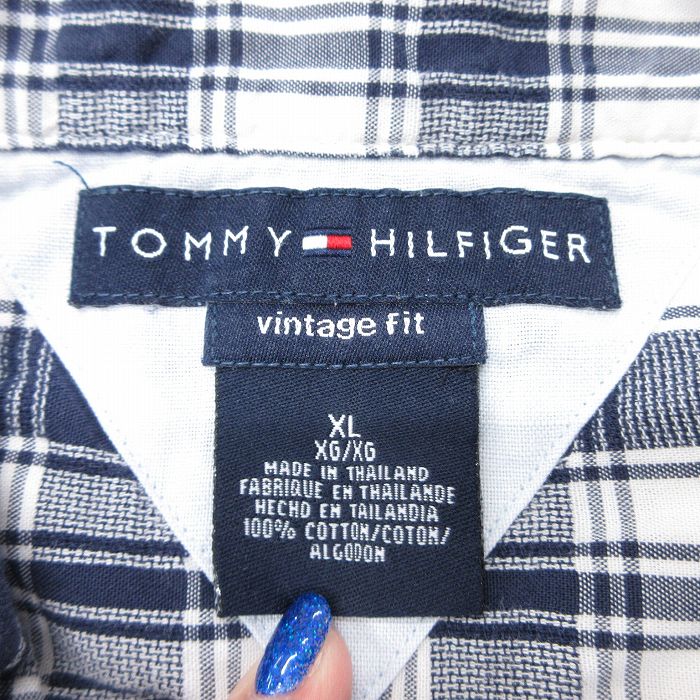 TOMMY HILFIGER
vintage fit
XL
XG/XG
MADE IN THAILAND
FABRIQUE EN THAILANDE
HECHO EN TAILANDIA
100% COTTON/COTON/
ALGODON